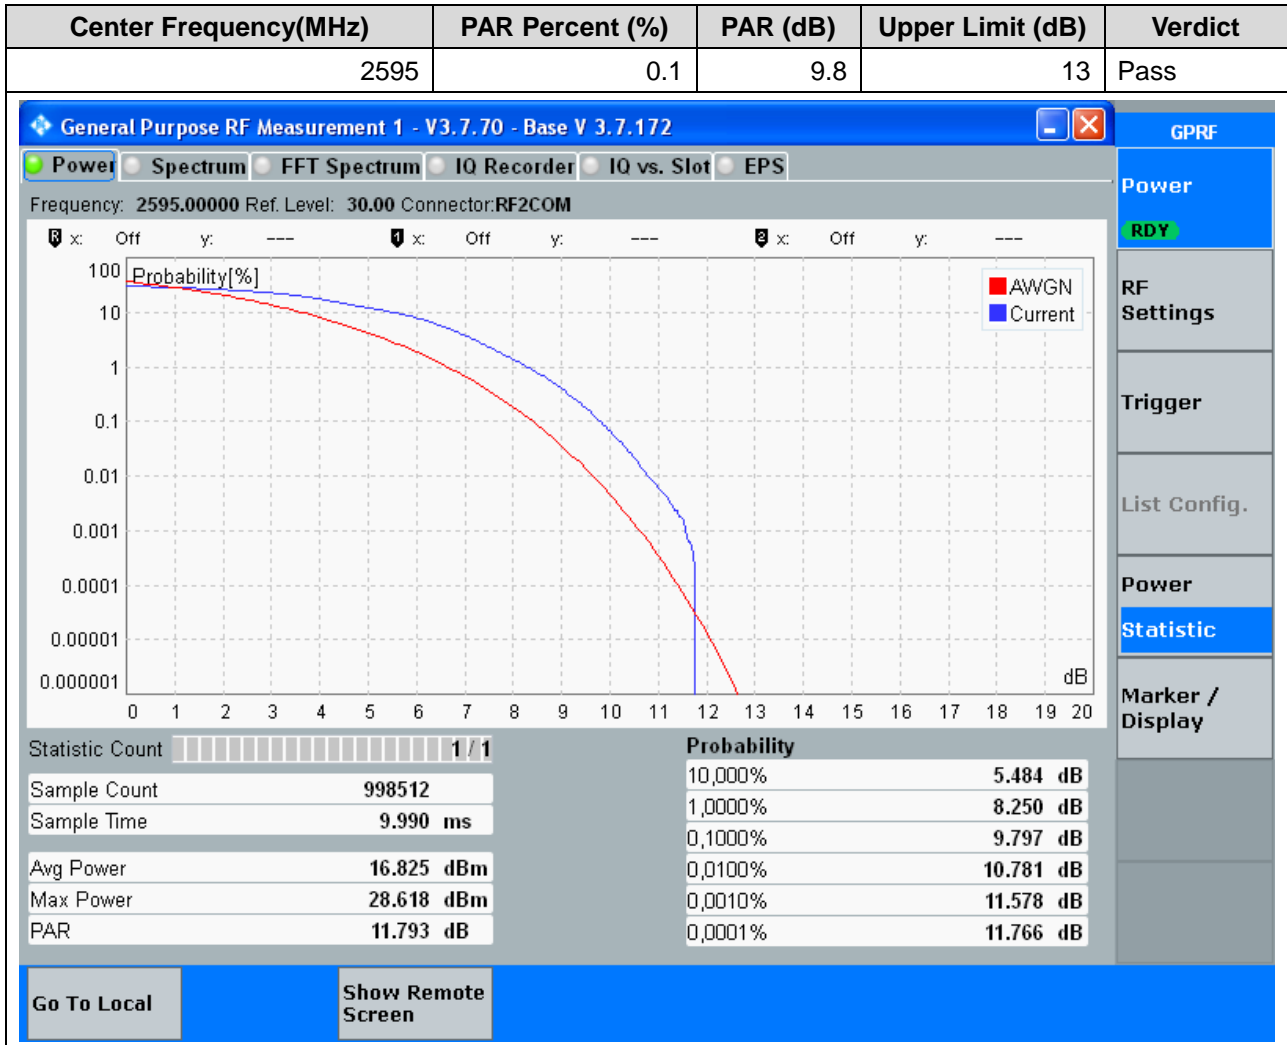 Center Frequency(MHz) PAR Percent (%) PAR (dB) Upper Limit (dB) Verdict
2595 0.1 9.8 13 Pass
General Purpose RF Measurement 1 - V3.7.70 - Base V 3.7.172
GPRF
Power Spectrum FFT Spectrum IQ Recorder IQ vs. Slot EPS
Frequency: 2595.00000 Ref. Level: 30.00 Connector:RF2COM
R x: Off y: --- 1 x: Off y: --- 2 x: Off y: ---
Probability[%]
100
10
1
0.1
0.01
0.001
0.0001
0.00001
0.000001
AWGN
Current
dB
0 1 2 3 4 5 6 7 8 9 10 11 12 13 14 15 16 17 18 19 20
Power
RDY
RF
Settings
Trigger
List Config.
Power
Statistic
Marker /
Display
Statistic Count 1 / 1
Sample Count 998512
Sample Time 9.990 ms
Avg Power 16.825 dBm
Max Power 28.618 dBm
PAR 11.793 dB
Probability
10,000% 5.484 dB
1,0000% 8.250 dB
0,1000% 9.797 dB
0,0100% 10.781 dB
0,0010% 11.578 dB
0,0001% 11.766 dB
Go To Local
Show Remote
Screen